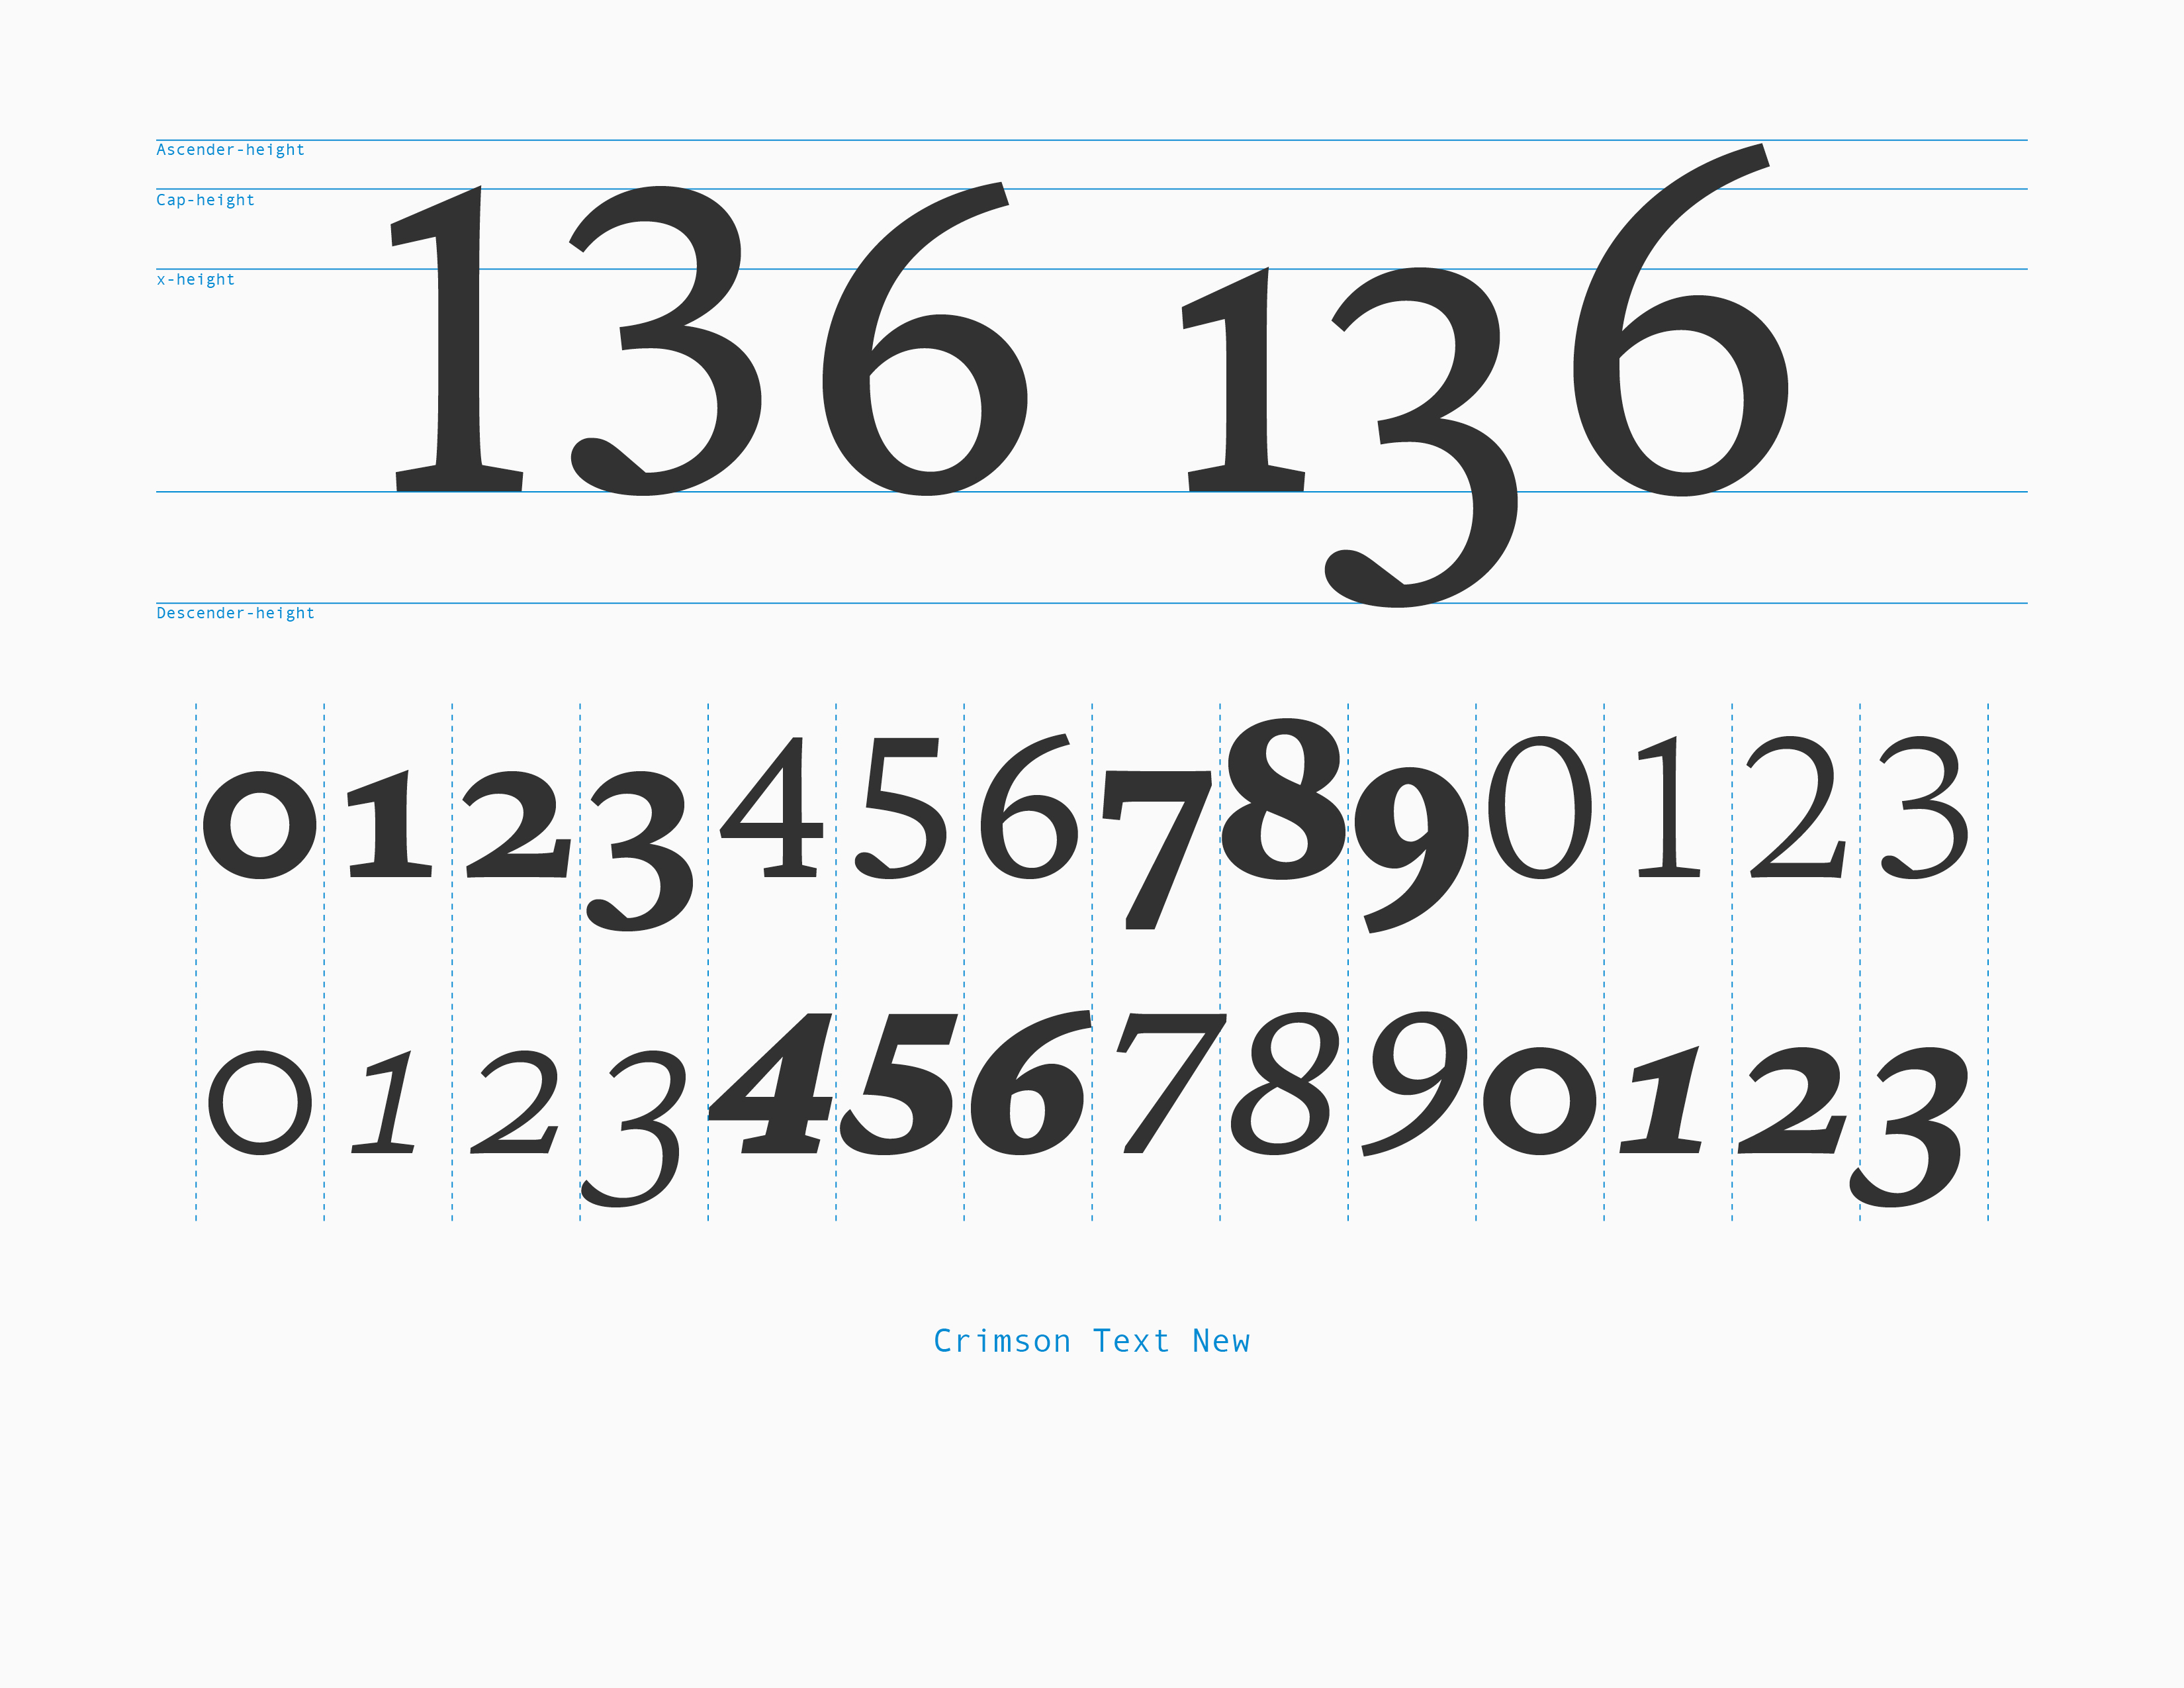 Ascender-height
Cap-height
x-height
136 136
Descender-height
01234567890123
01234567890123
Crimson Text New